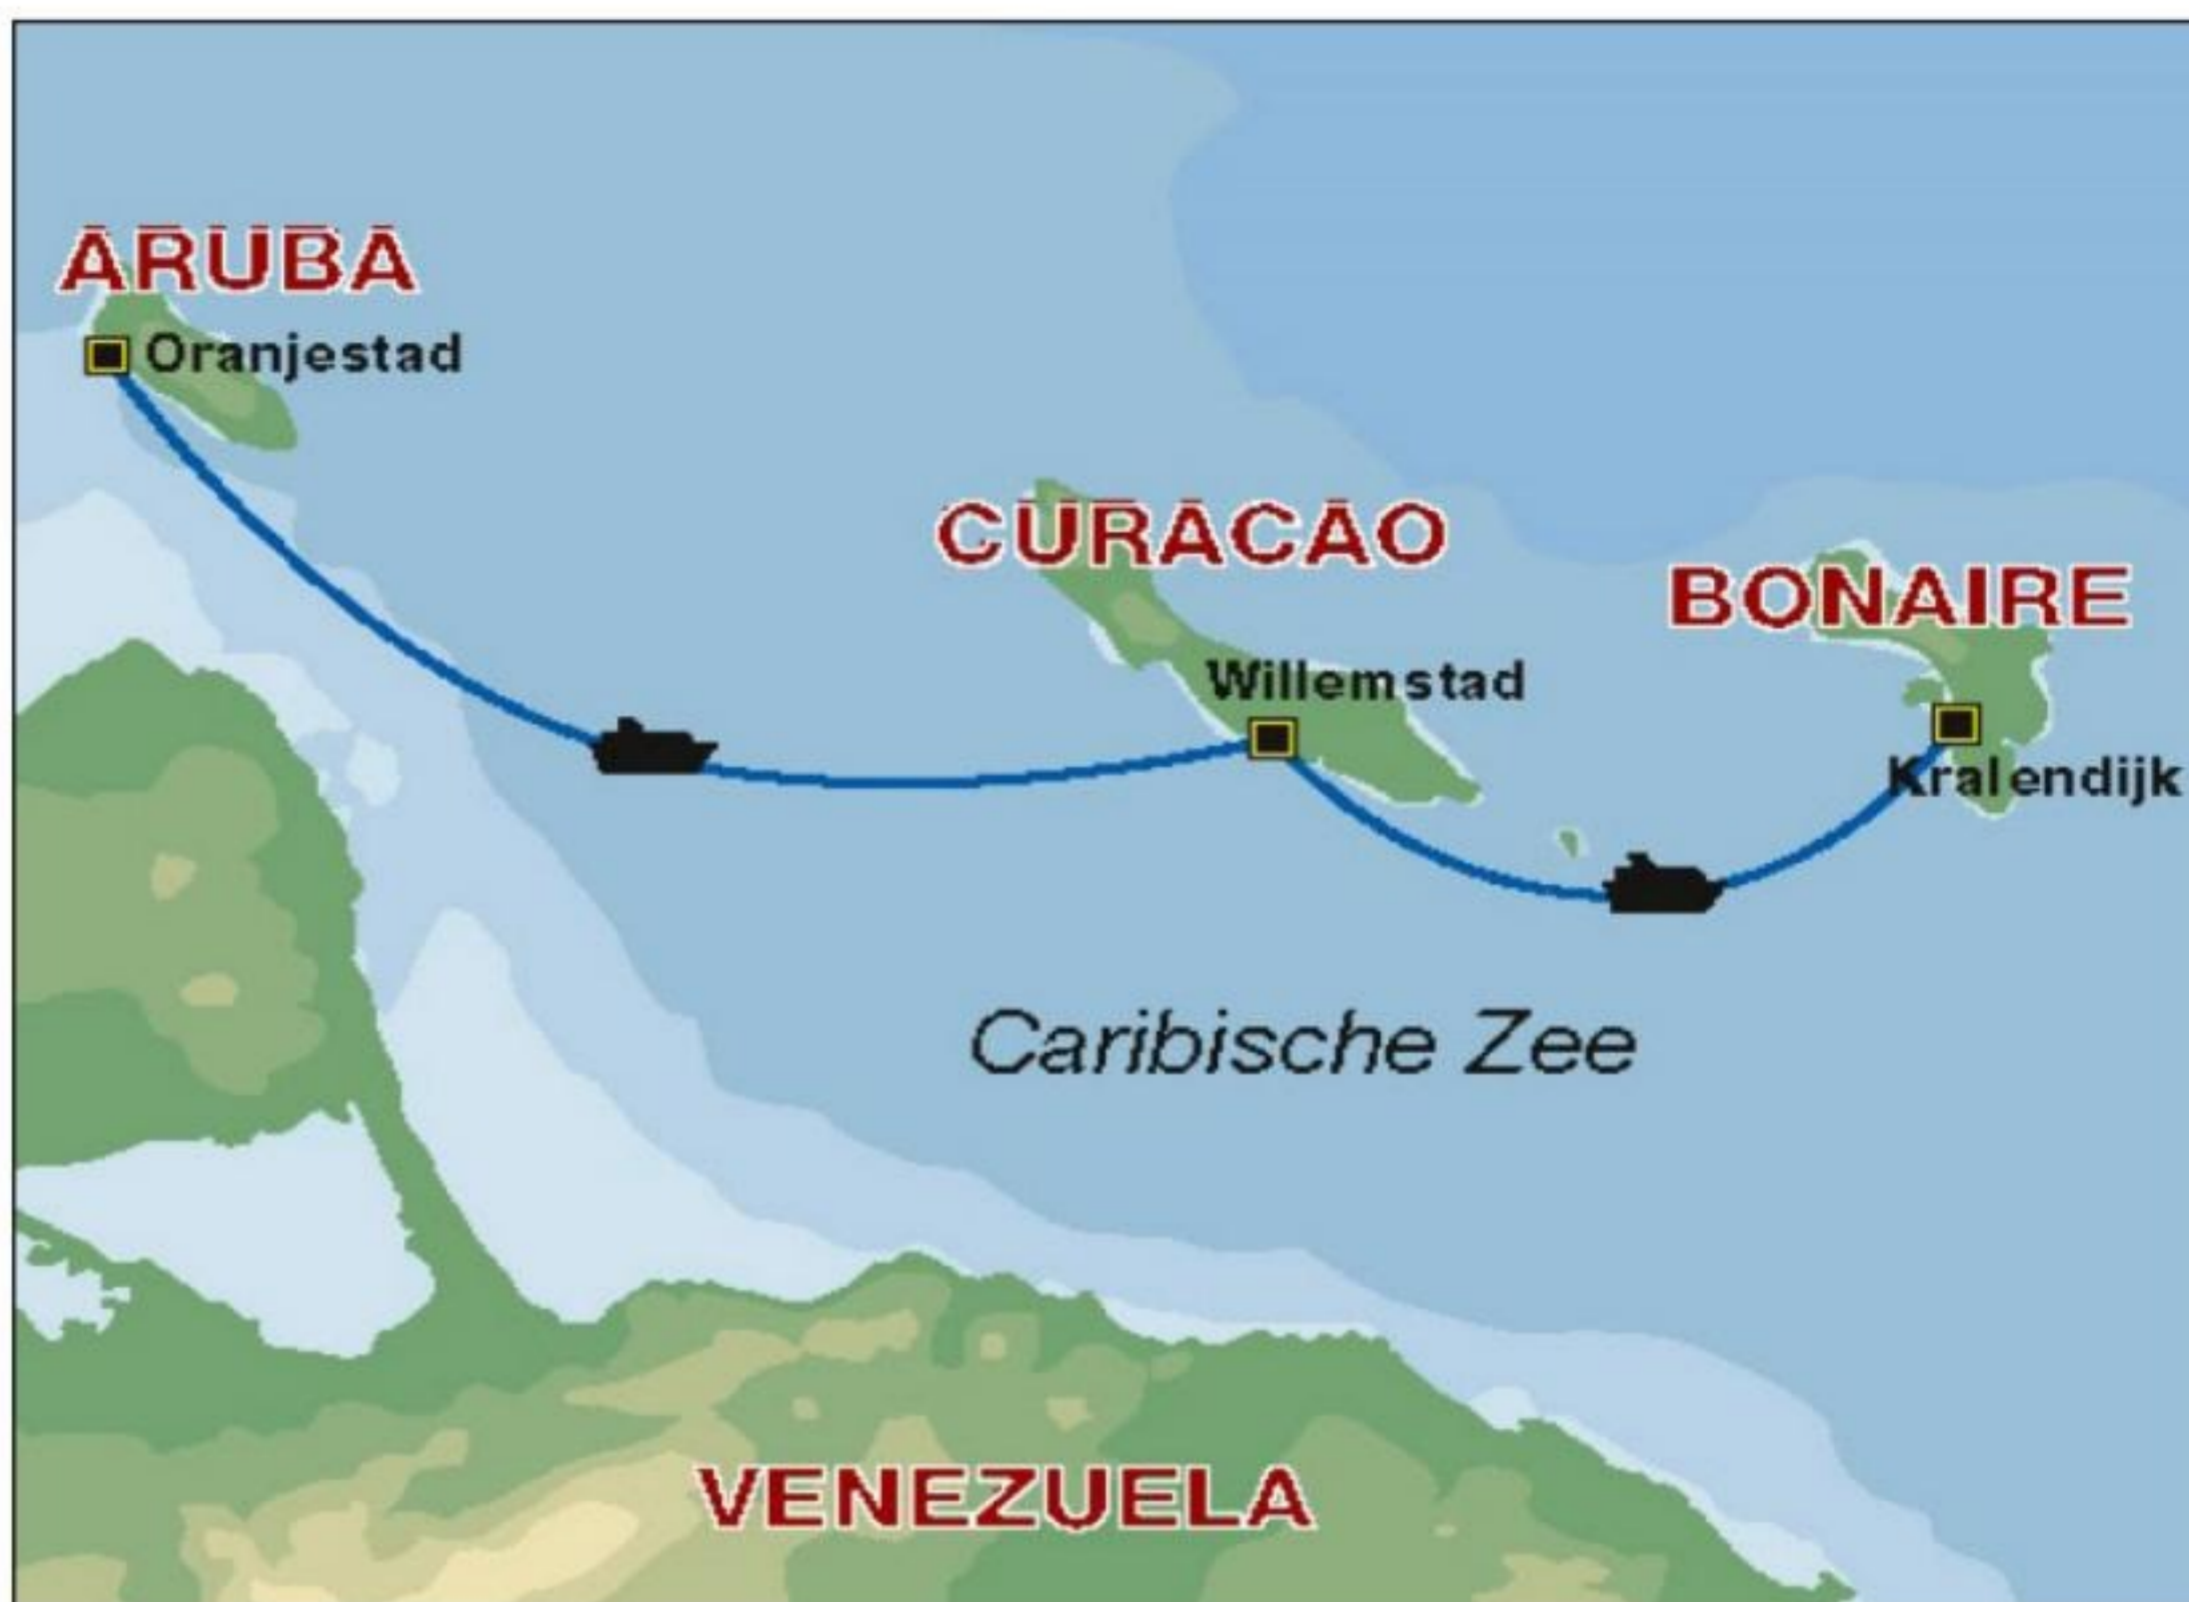 ARUBA
Oranjestad
CURACAO
BONAIRE
Willemstad
Kralendijk
Caribische Zee
VENEZUELA